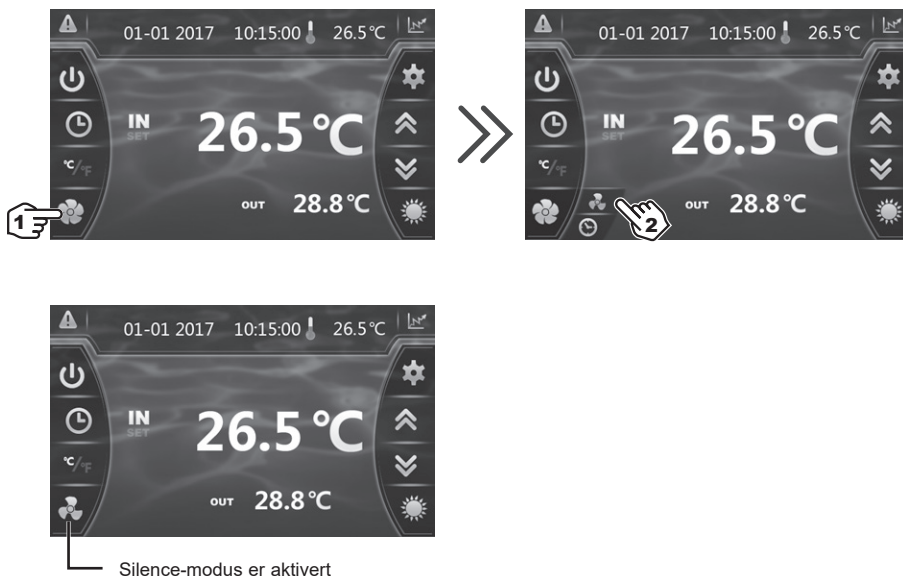 01-01 2017 10:15:00 26.5°C
IN
SET
26.5°C
°C/°F
OUT 28.8°C
1
01-01 2017 10:15:00 26.5°C
IN
SET
26.5°C
°C/°F
OUT 28.8°C
2
01-01 2017 10:15:00 26.5°C
IN
SET
26.5°C
°C/°F
OUT 28.8°C
Silence-modus er aktivert